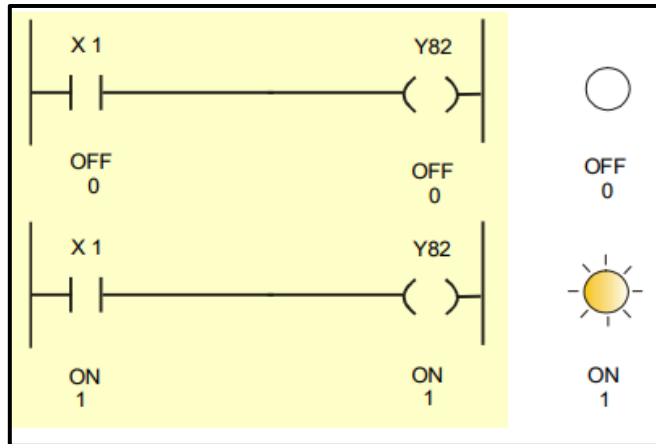 X 1 Y82
OFF OFF OFF
0 0 0
X 1 Y82
ON ON ON
1 1 1